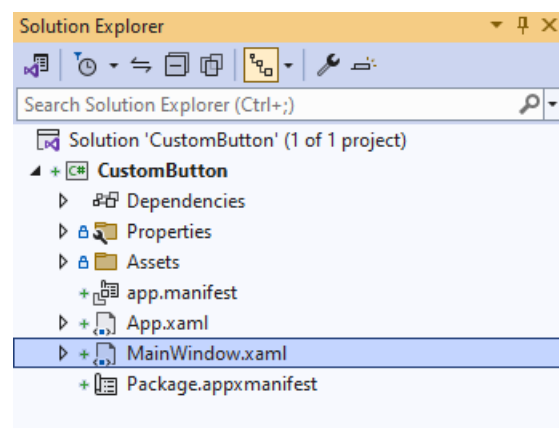 Solution Explorer
Search Solution Explorer (Ctrl+;)
Solution 'CustomButton' (1 of 1 project)
C# CustomButton
Dependencies
Properties
Assets
app.manifest
App.xaml
MainWindow.xaml
Package.appxmanifest